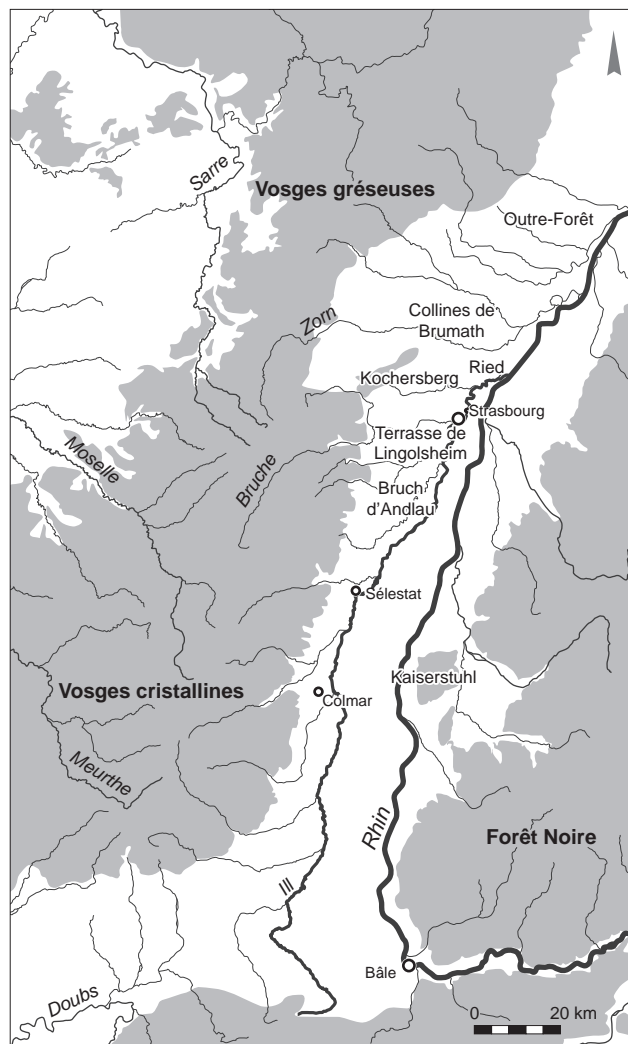 Sarre
Vosges gréseuses
Outre-Forêt
Zorn
Collines de
Brumath
Ried
Kochersberg
Strasbourg
Terrasse de
Lingolsheim
Moselle
Bruche
Bruch
d'Andlau
Sélestat
Kaiserstuhl
Vosges cristallines
Colmar
Meurthe
Rhin
Forêt Noire
Ill
Bâle
Doubs
0 20 km